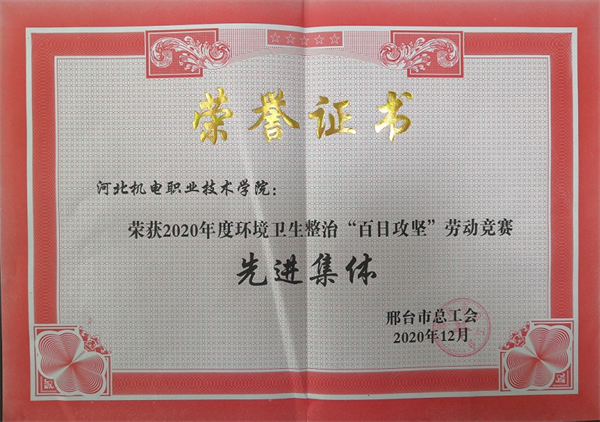 荣誉证书
河北机电职业技术学院：
荣获2020年度环境卫生整治“百日攻坚”劳动竞赛
先进集体
邢台市总工会
2020年12月